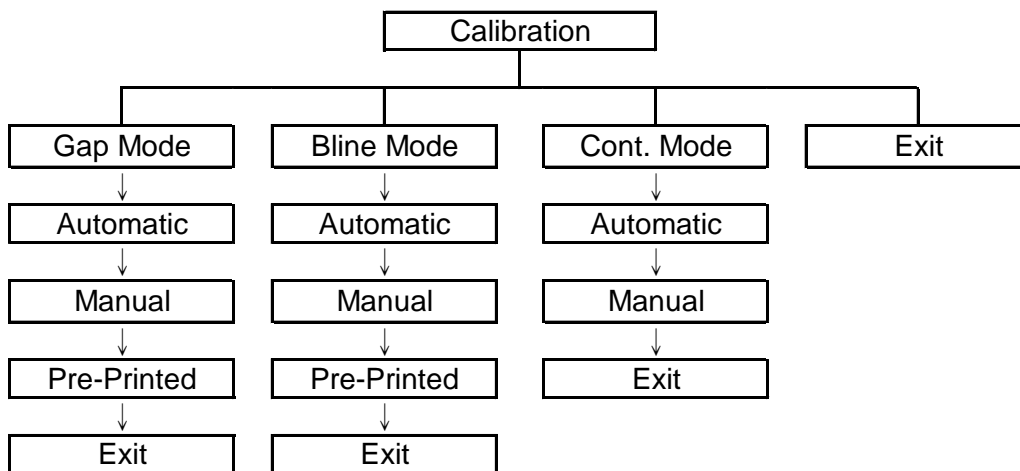 Calibration
Gap Mode
Bline Mode
Cont. Mode
Exit
Automatic
Automatic
Automatic
Manual
Manual
Manual
Pre-Printed
Pre-Printed
Exit
Exit
Exit